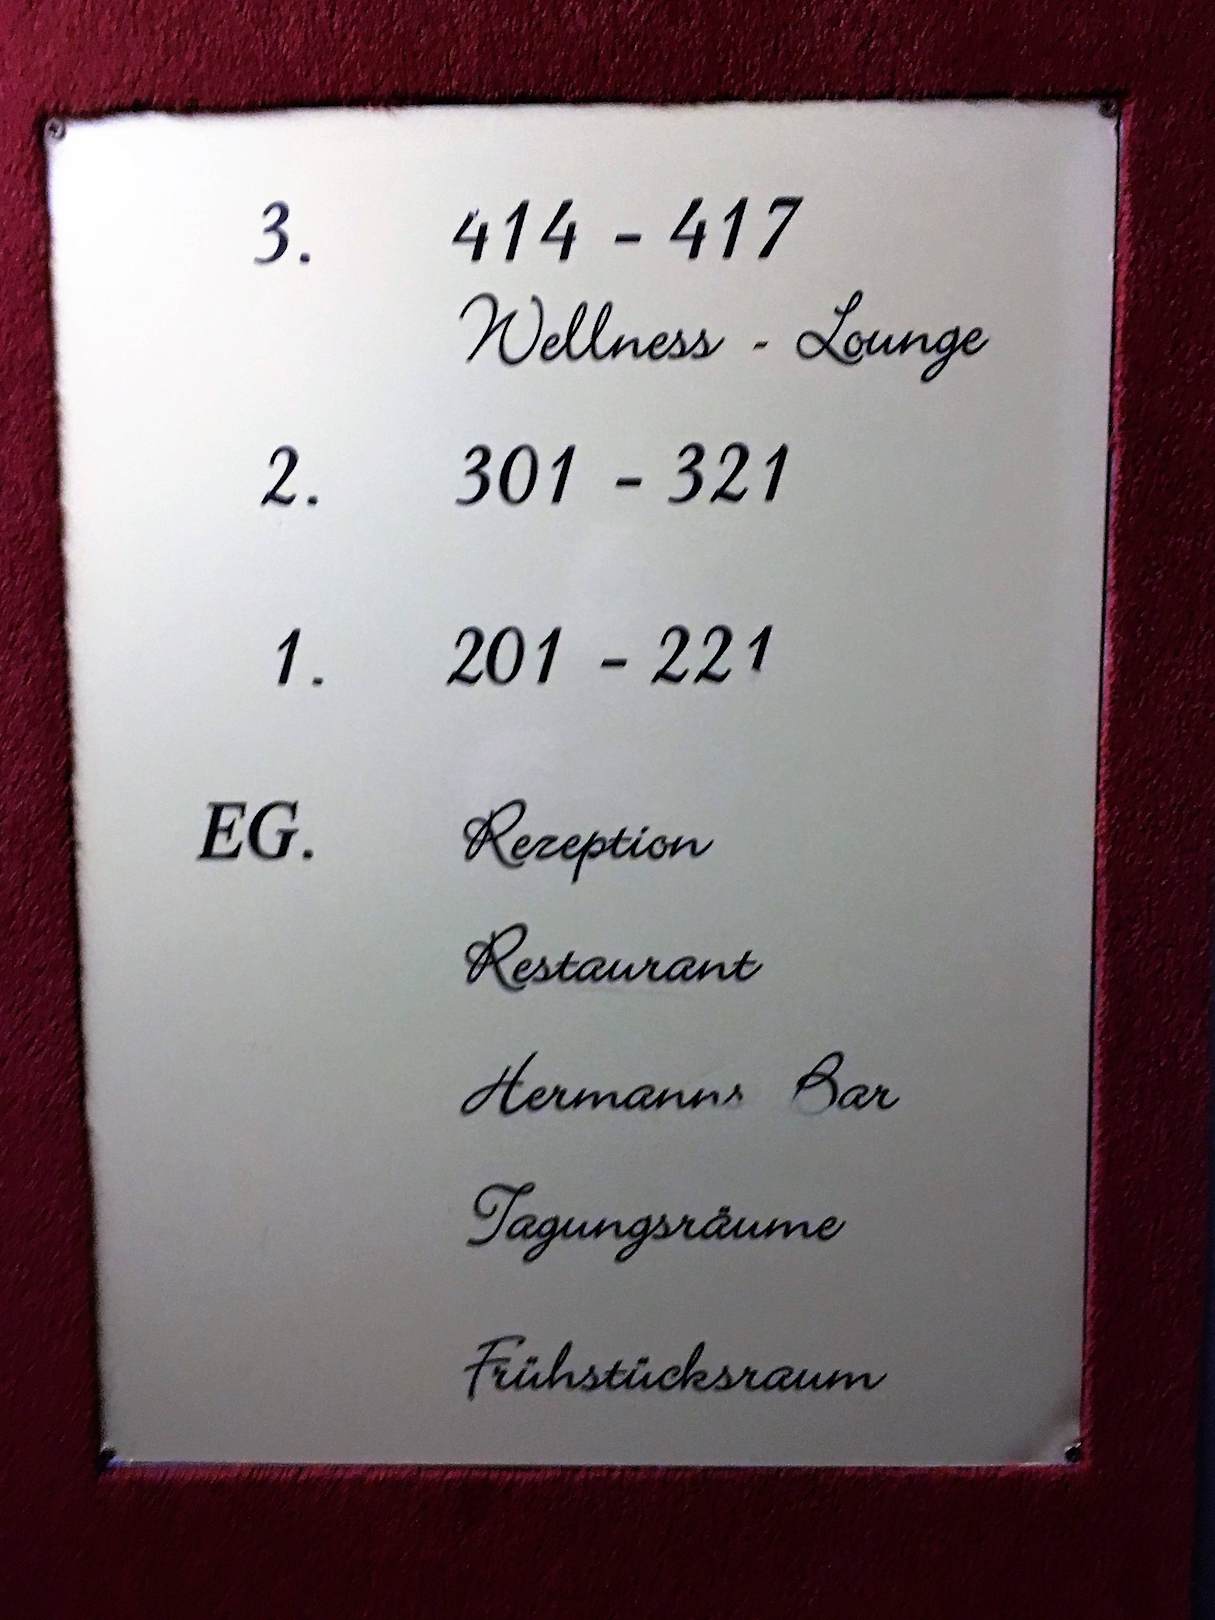 3. 414 - 417
Wellness - Lounge
2. 301 - 321
1. 201 - 221
EG. Rezeption
Restaurant
Hermanns Bar
Tagungsräume
Frühstücksraum